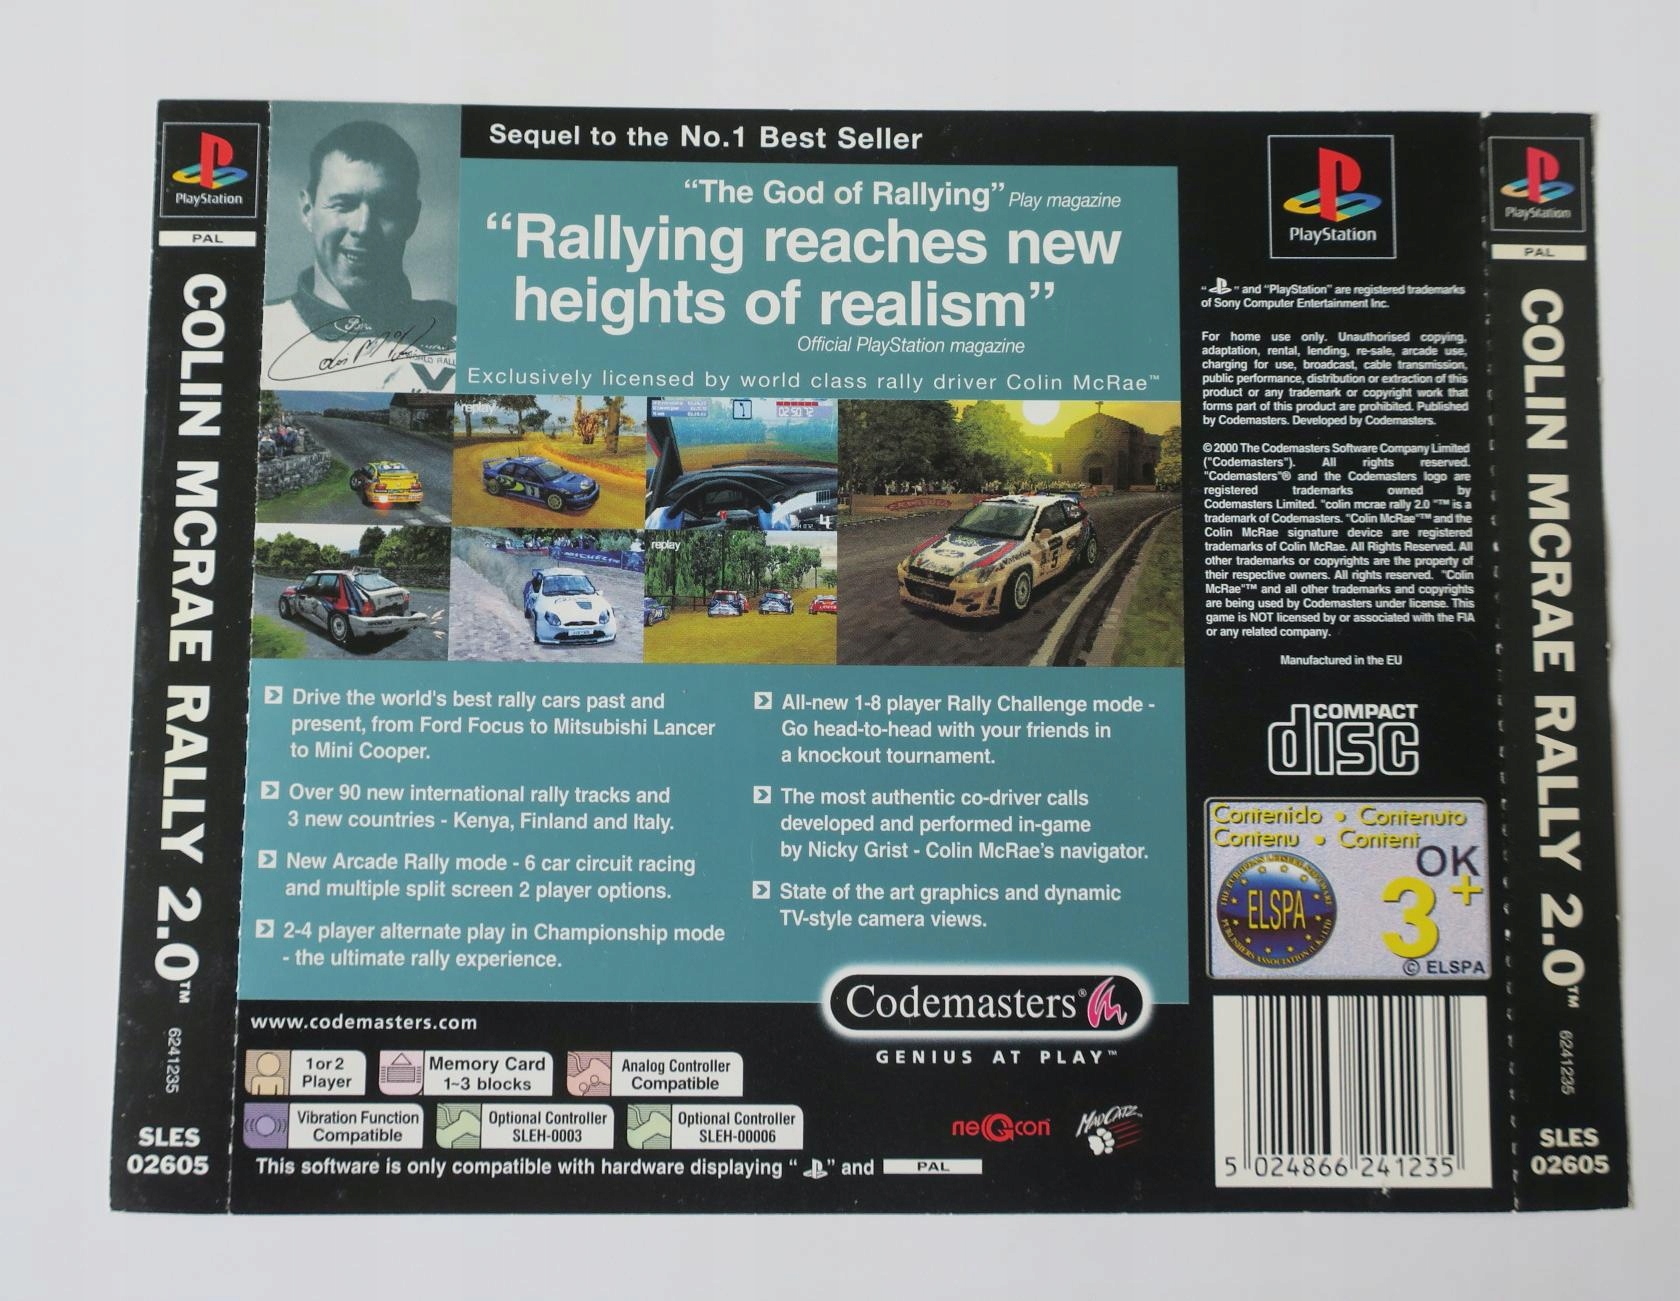 PlayStation
PAL
COLIN MCRAE RALLY 2.0™
6241235
SLES
02605
Sequel to the No.1 Best Seller
“The God of Rallying” Play magazine
“Rallying reaches new
heights of realism”
Official PlayStation magazine
Exclusively licensed by world class rally driver Colin McRae™
replay
replay
Drive the world's best rally cars past and
present, from Ford Focus to Mitsubishi Lancer
to Mini Cooper.
Over 90 new international rally tracks and
3 new countries - Kenya, Finland and Italy.
New Arcade Rally mode - 6 car circuit racing
and multiple split screen 2 player options.
2-4 player alternate play in Championship mode
- the ultimate rally experience.
All-new 1-8 player Rally Challenge mode -
Go head-to-head with your friends in
a knockout tournament.
The most authentic co-driver calls
developed and performed in-game
by Nicky Grist - Colin McRae's navigator.
State of the art graphics and dynamic
TV-style camera views.
Codemasters®
GENIUS AT PLAY™
www.codemasters.com
1 or 2
Player
Memory Card
1~3 blocks
Analog Controller
Compatible
Vibration Function
Compatible
Optional Controller
SLEH-0003
Optional Controller
SLEH-00006
neGcon
MADCATZ
This software is only compatible with hardware displaying “ ” and PAL
PlayStation
“ ” and “PlayStation” are registered trademarks
of Sony Computer Entertainment Inc.
For home use only. Unauthorised copying,
adaptation, rental, lending, re-sale, arcade use,
charging for use, broadcast, cable transmission,
public performance, distribution or extraction of this
product or any trademark or copyright work that
forms part of this product are prohibited. Published
by Codemasters. Developed by Codemasters.
© 2000 The Codemasters Software Company Limited
("Codemasters"). All rights reserved.
"Codemasters"® and the Codemasters logo are
registered trademarks owned by
Codemasters Limited. "colin mcrae rally 2.0 "™ is a
trademark of Codemasters. "Colin McRae"™ and the
Colin McRae signature device are registered
trademarks of Colin McRae. All Rights Reserved. All
other trademarks or copyrights are the property of
their respective owners. All rights reserved. "Colin
McRae"™ and all other trademarks and copyrights
are being used by Codemasters under license. This
game is NOT licensed by or associated with the FIA
or any related company.
Manufactured in the EU
COMPACT
disc
Contenido • Contenuto
Contenu • Content
OK
3+
ELSPA
© ELSPA
5 024866 241235
PlayStation
PAL
COLIN MCRAE RALLY 2.0™
6241235
SLES
02605